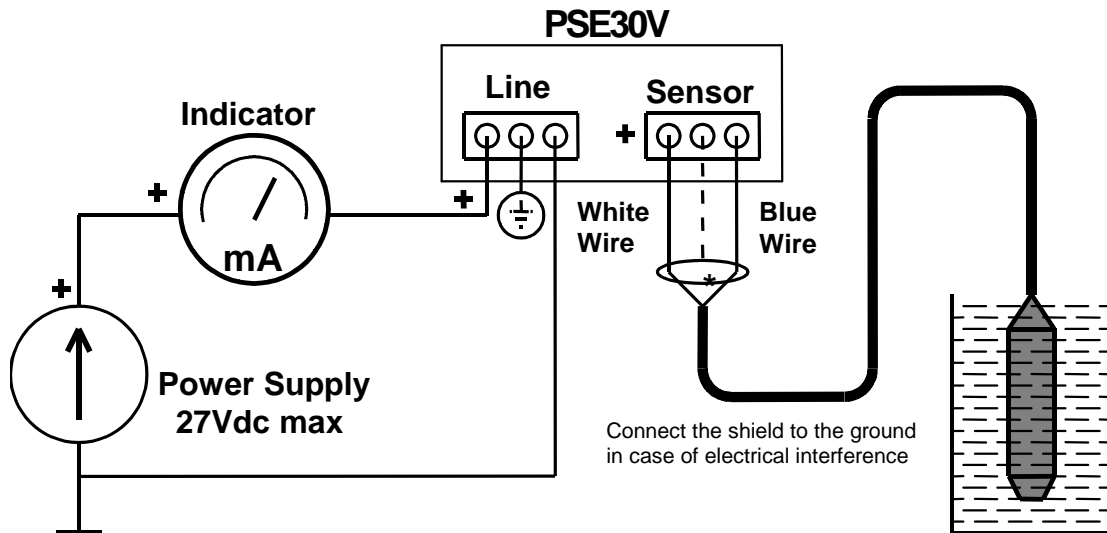 PSE30V
Line
Sensor
Indicator
+
+
+
White
Wire
Blue
Wire
mA
*
+
Power Supply
27Vdc max
Connect the shield to the ground
in case of electrical interference